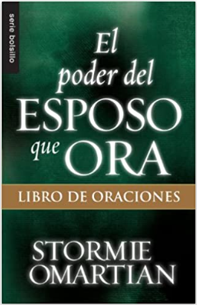 serie bolsillo
El
poder del
ESPOSO
que ORA
LIBRO DE ORACIONES
STORMIE
OMARTIAN